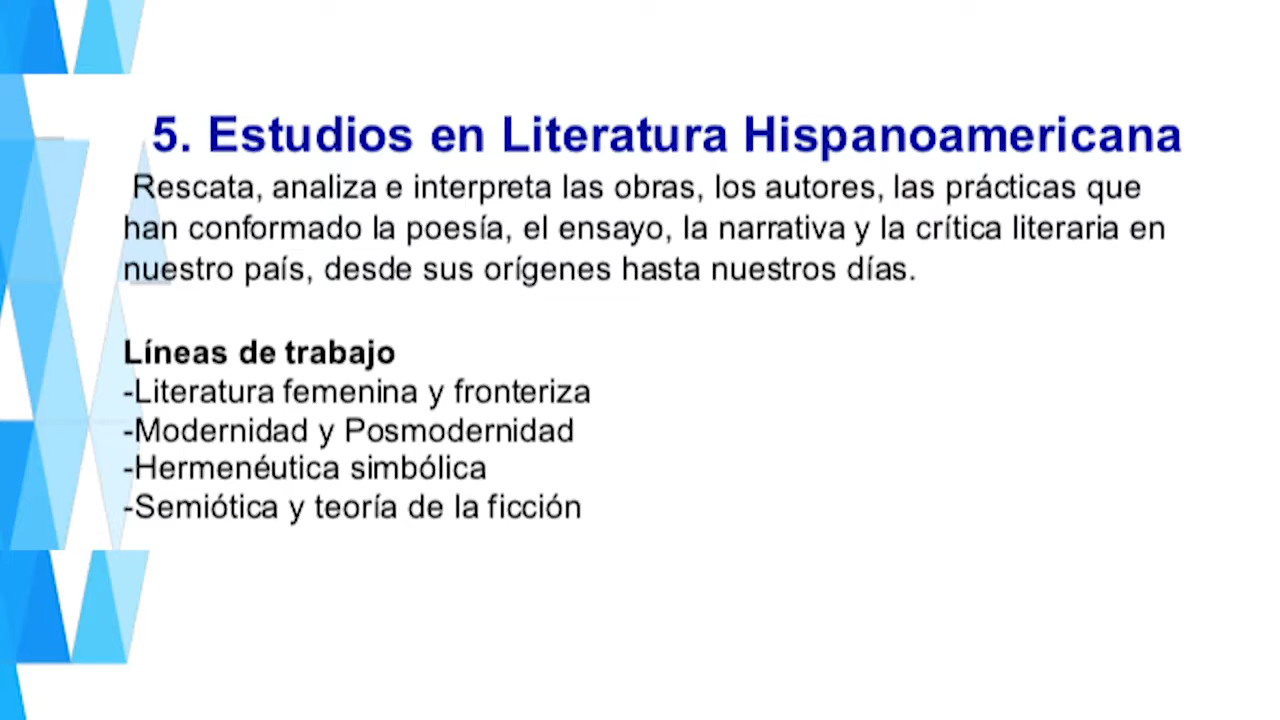 5. Estudios en Literatura Hispanoamericana
Rescata, analiza e interpreta las obras, los autores, las prácticas que
han conformado la poesía, el ensayo, la narrativa y la crítica literaria en
nuestro país, desde sus orígenes hasta nuestros días.
Líneas de trabajo
-Literatura femenina y fronteriza
-Modernidad y Posmodernidad
-Hermenéutica simbólica
-Semiótica y teoría de la ficción